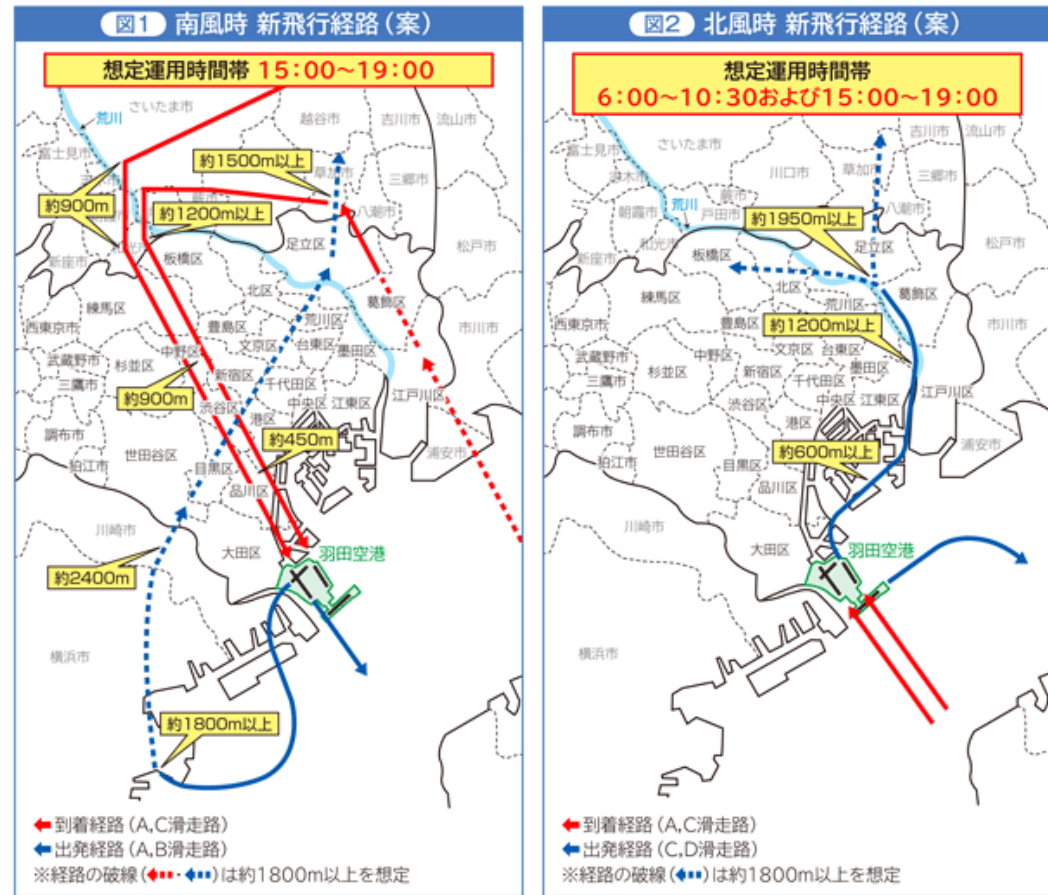 図1 南風時 新飛行経路(案)
想定運用時間帯 15:00~19:00
さいたま市
荒川
越谷市
吉川市
流山市
富士見市
約1500m以上
草加市
三郷市
約900m
蕨市
約1200m以上
八潮市
和光市
足立区
松戸市
新座市
板橋区
北区
葛飾区
練馬区
荒川区
豊島区
西東京市
文京区
台東区
市川市
武蔵野市
杉並区
中野区
墨田区
新宿区
三鷹市
千代田区
約900m
中央区
江東区
江戸川区
渋谷区
港区
調布市
約450m
世田谷区
浦安市
狛江市
目黒区
品川区
川崎市
大田区
羽田空港
約2400m
横浜市
約1800m以上
到着経路(A,C滑走路)
出発経路(A,B滑走路)
※経路の破線(・)は約1800m以上を想定
図2 北風時 新飛行経路(案)
想定運用時間帯
6:00~10:30および15:00~19:00
吉川市
流山市
富士見市
さいたま市
川口市
草加市
三郷市
志木市
蕨市
朝霞市
荒川
戸田市
八潮市
約1950m以上
和光市
足立区
松戸市
新座市
板橋区
北区
葛飾区
練馬区
荒川区
豊島区
約1200m以上
西東京市
市川市
文京区
台東区
武蔵野市
中野区
墨田区
杉並区
新宿区
三鷹市
千代田区
江戸川区
渋谷区
中央区
江東区
港区
調布市
世田谷区
約600m以上
浦安市
狛江市
目黒区
品川区
川崎市
大田区
羽田空港
横浜市
到着経路(A,C滑走路)
出発経路(C,D滑走路)
※経路の破線()は約1800m以上を想定